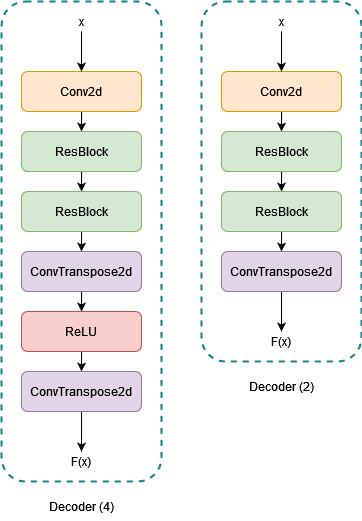 x
Conv2d
ResBlock
ResBlock
ConvTranspose2d
ReLU
ConvTranspose2d
F(x)
Decoder (4)
x
Conv2d
ResBlock
ResBlock
ConvTranspose2d
F(x)
Decoder (2)